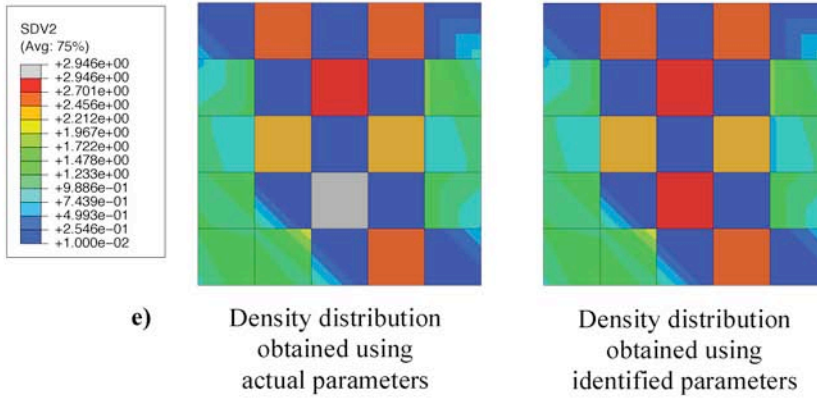 SDV2
(Avg: 75%)
+2.946e+00
+2.946e+00
+2.701e+00
+2.456e+00
+2.212e+00
+1.967e+00
+1.722e+00
+1.478e+00
+1.233e+00
+9.886e-01
+7.439e-01
+4.993e-01
+2.546e-01
+1.000e-02
e)
Density distribution
obtained using
actual parameters
Density distribution
obtained using
identified parameters